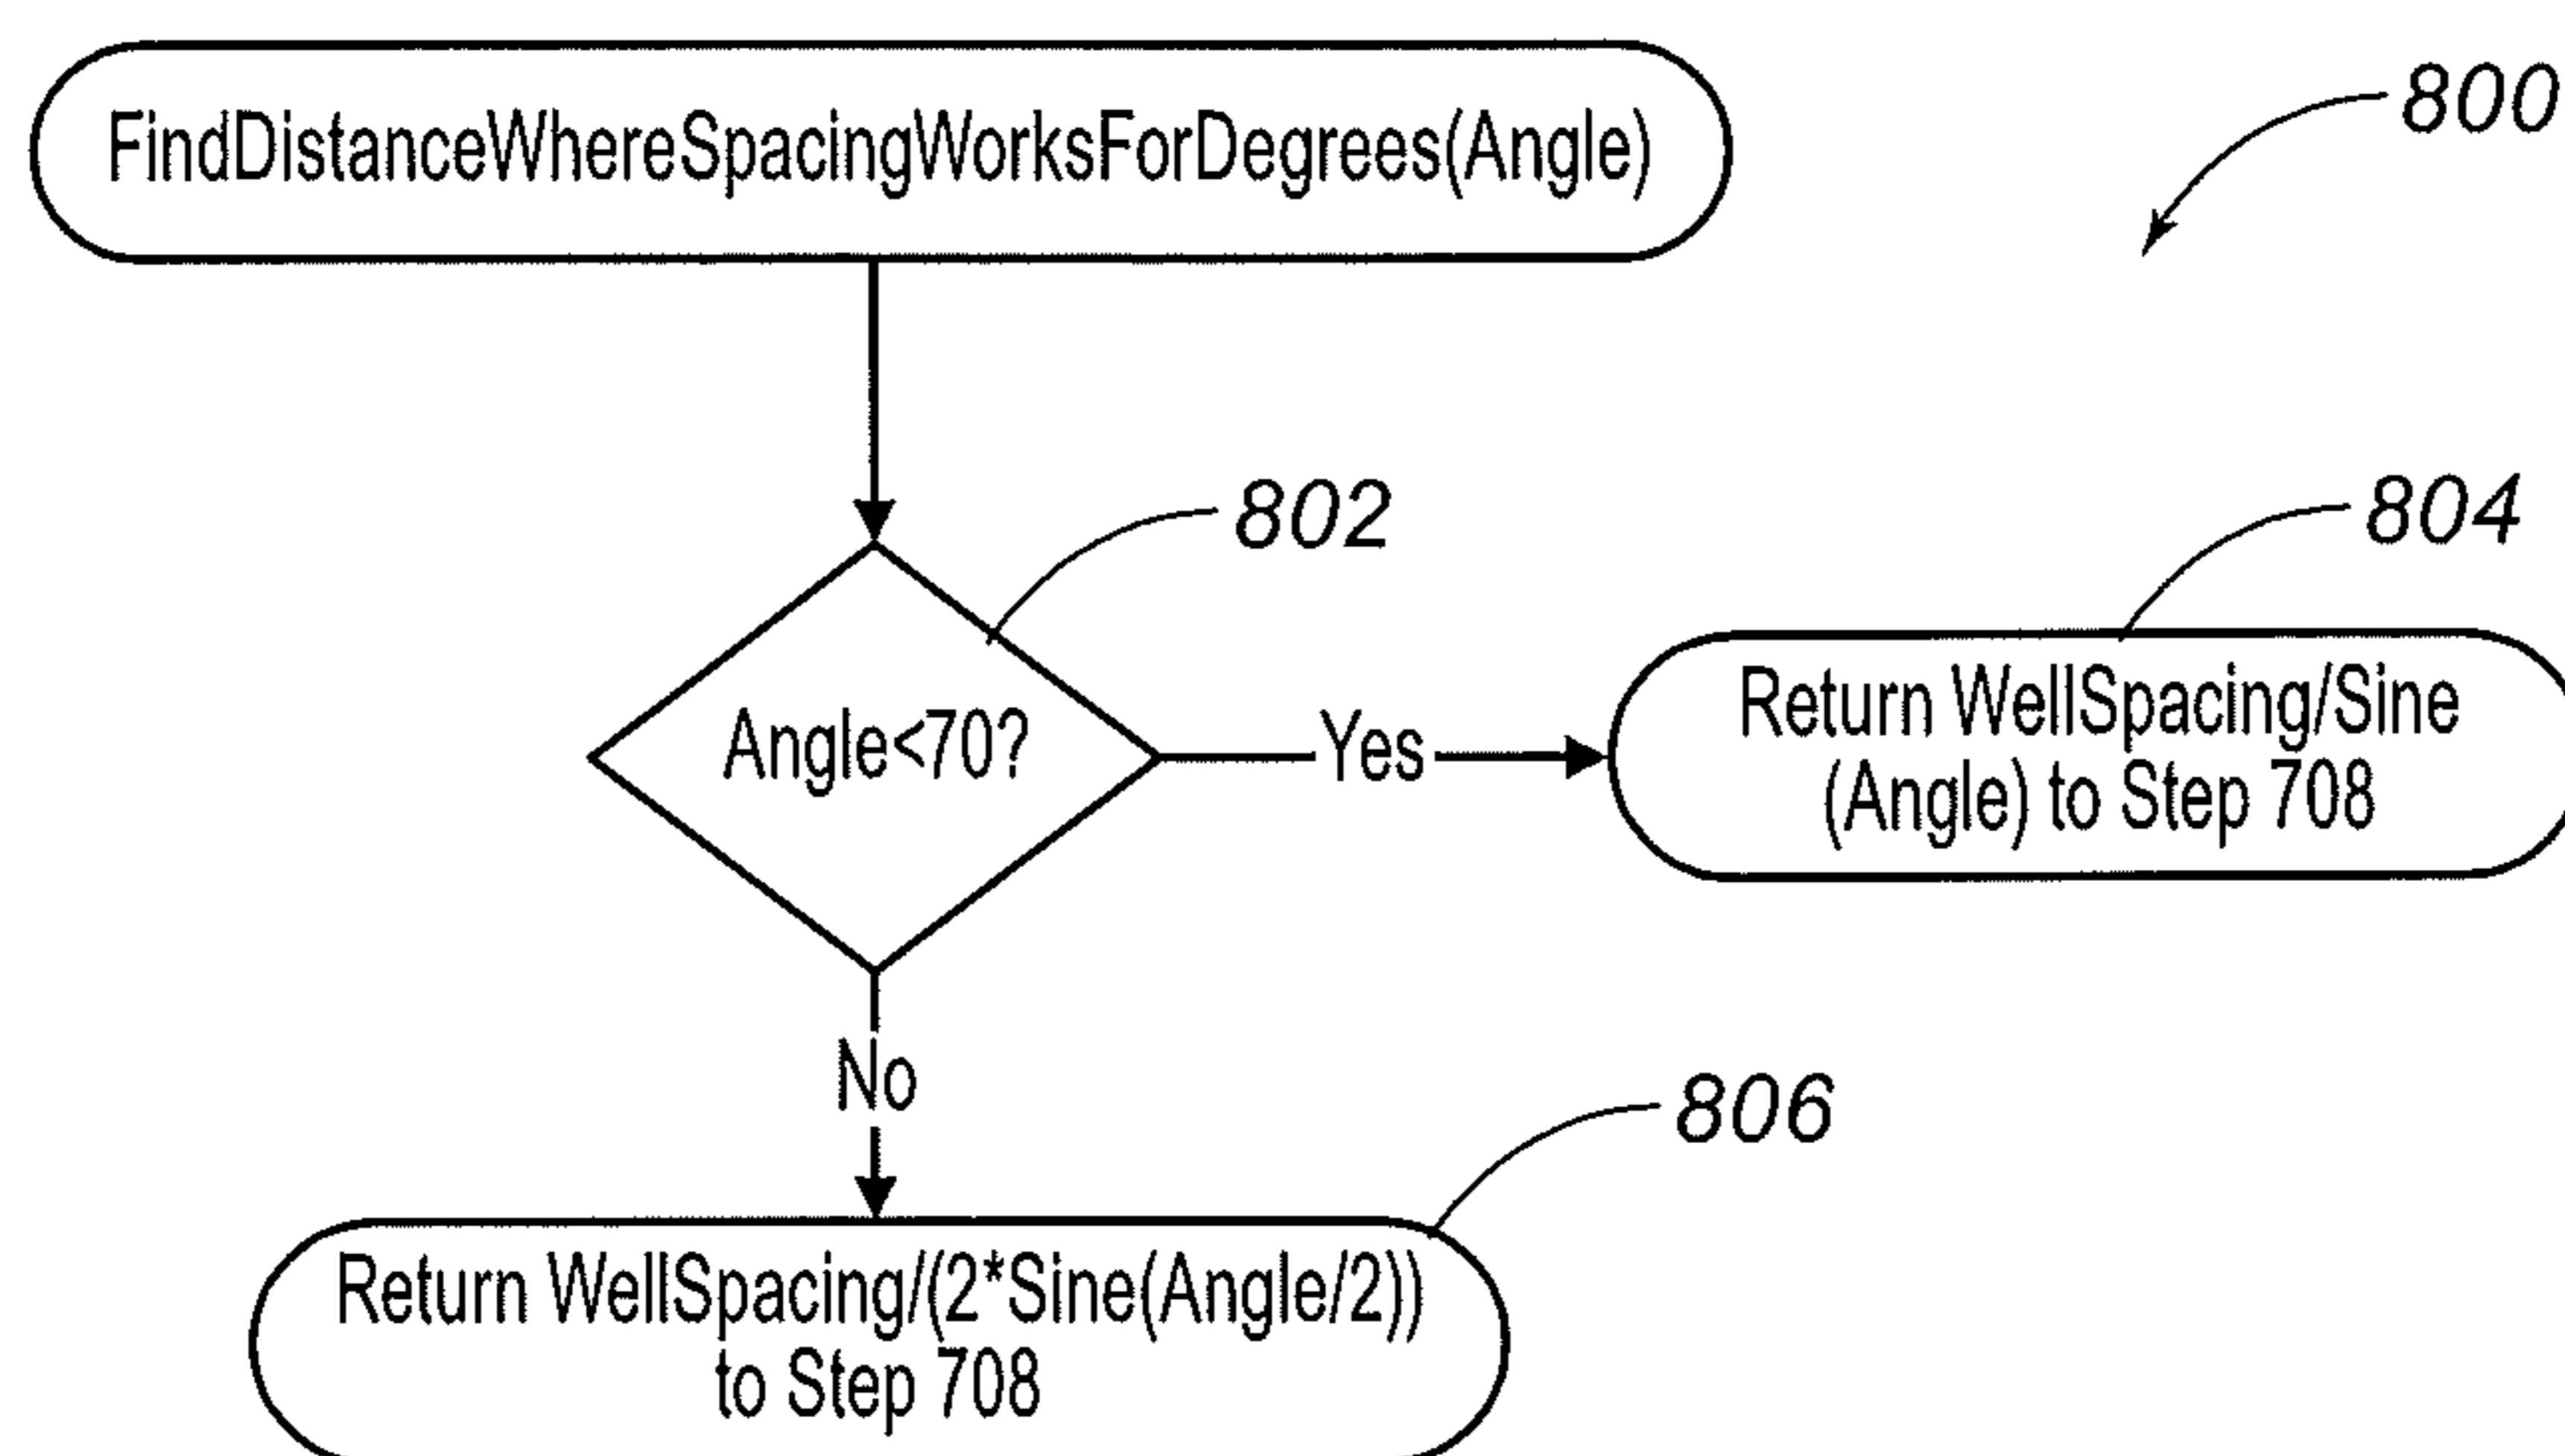 FindDistanceWhereSpacingWorksForDegrees(Angle)
800
802
804
Angle<70?
Yes
Return WellSpacing/Sine
(Angle) to Step 708
No
806
Return WellSpacing/(2*Sine(Angle/2))
to Step 708